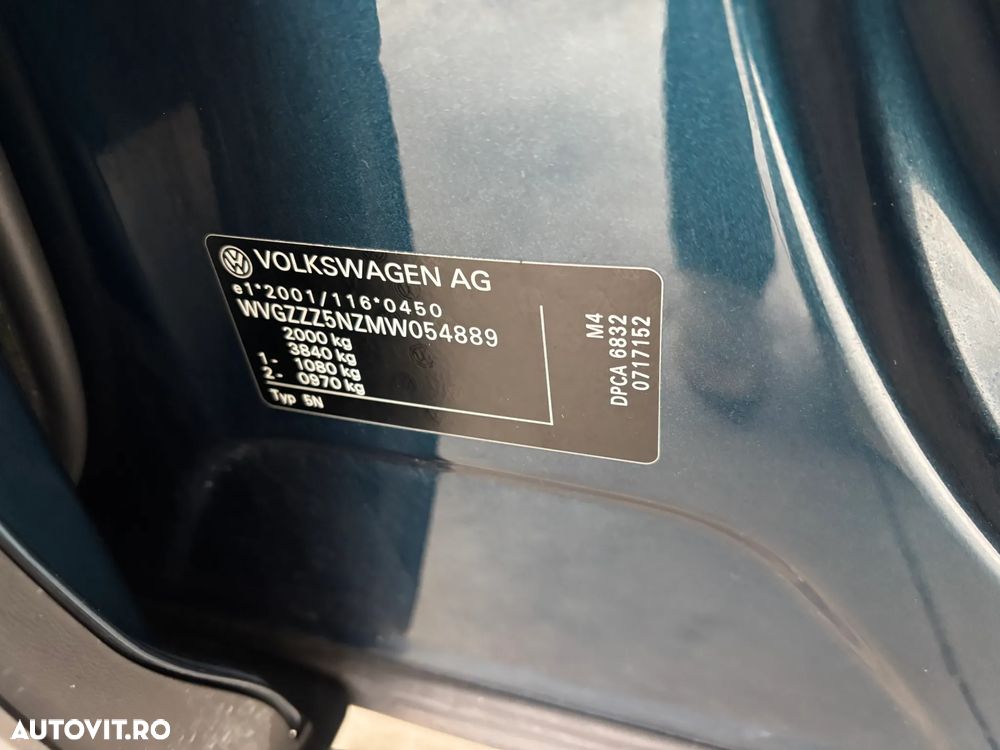 VOLKSWAGEN AG
e1*2001/116*0450
WVGZZZ5NZMW054889
2000 kg
3840 kg
1- 1080 kg
2- 0970 kg
Typ 5N
M4
DPCA 6832
0717152
AUTOVIT.RO